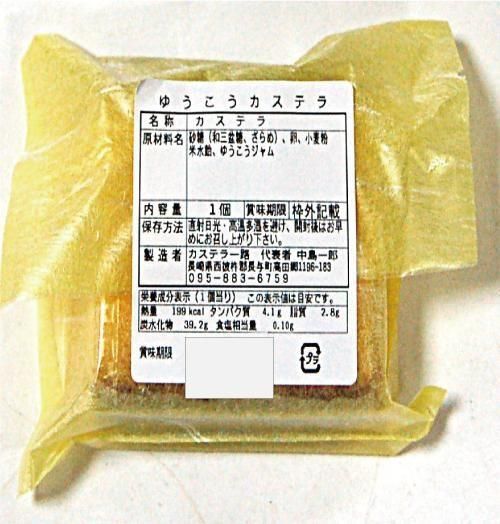 ゆうこうカステラ
名称 カステラ
原材料名 砂糖（和三盆糖、ざらめ）、卵、小麦粉
米水飴、ゆうこうジャム
内容量 1個 賞味期限 枠外記載
保存方法 直射日光・高温多湿を避け、開封後はお早
めにお召し上がり下さい。
製造者 カステラ一路 代表者 中島一郎
長崎県西彼杵郡長与町高田郷1196-183
095-883-6759
栄養成分表示（1個当り） この表示値は目安です。
熱量 199kcal タンパク質 4.1g 脂質 2.8g
炭水化物 39.2g 食塩相当量 0.10g
賞味期限
プラ